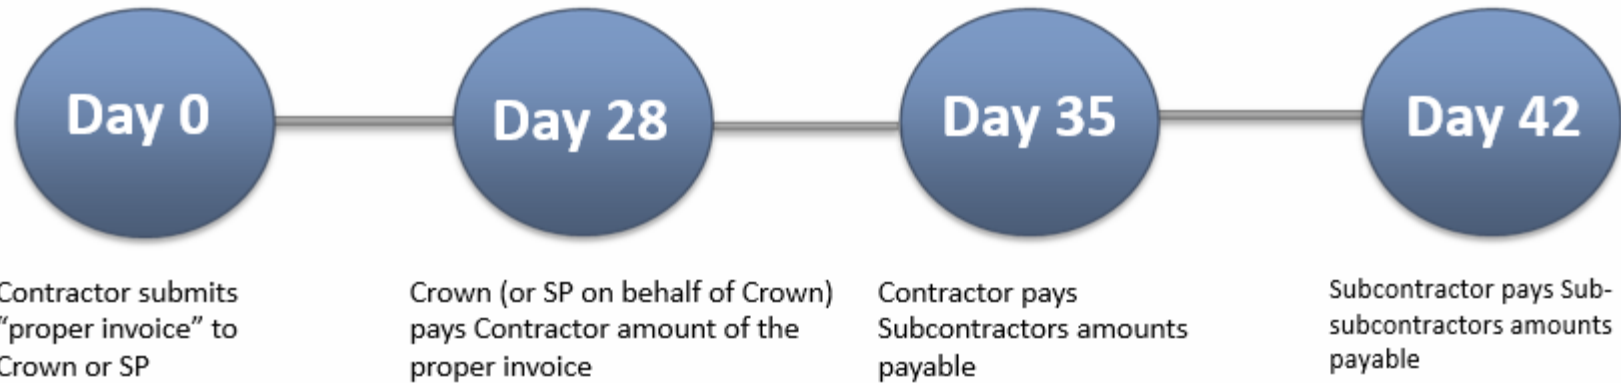 Day 0
Day 28
Day 35
Day 42
Contractor submits
“proper invoice” to
Crown or SP
Crown (or SP on behalf of Crown)
pays Contractor amount of the
proper invoice
Contractor pays
Subcontractors amounts
payable
Subcontractor pays Sub-
subcontractors amounts
payable